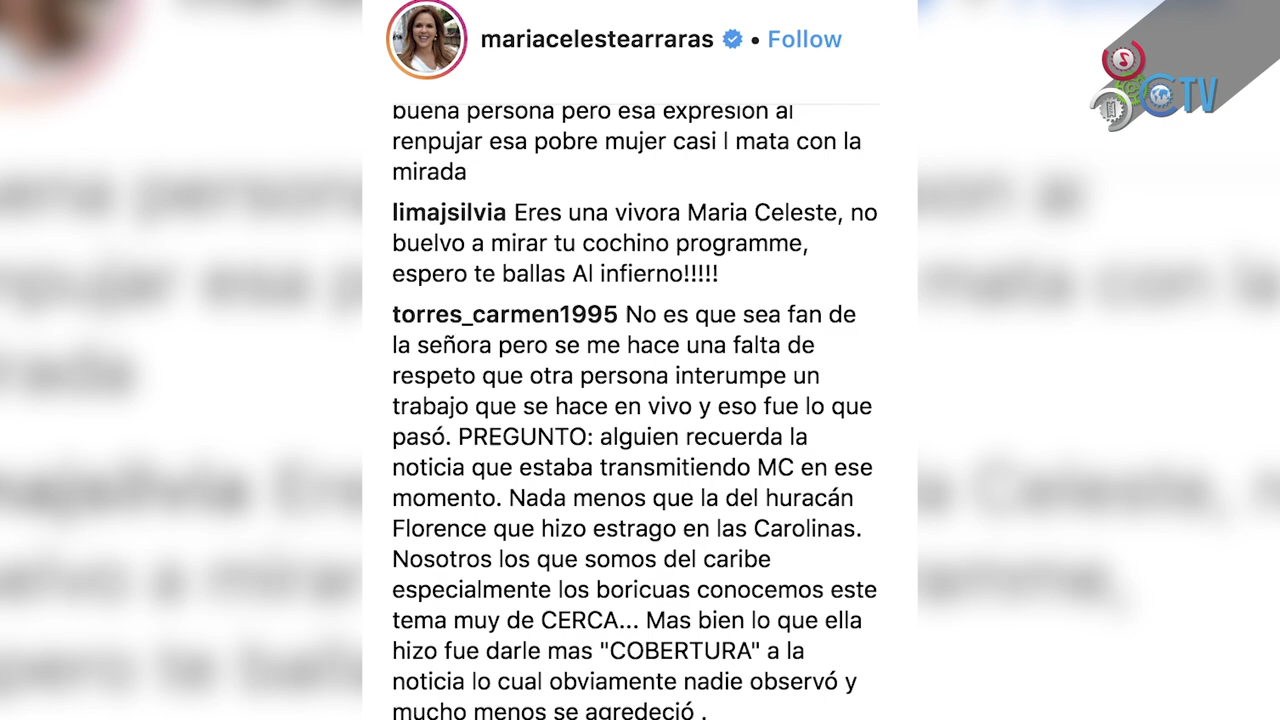 mariacelestearraras • Follow
CTV
buena persona pero esa expresion al
renpujar esa pobre mujer casi l mata con la
mirada
limajsilvia Eres una vivora Maria Celeste, no
buelvo a mirar tu cochino programme,
espero te ballas Al infierno!!!!!
torres_carmen1995 No es que sea fan de
la señora pero se me hace una falta de
respeto que otra persona interumpe un
trabajo que se hace en vivo y eso fue lo que
pasó. PREGUNTO: alguien recuerda la
noticia que estaba transmitiendo MC en ese
momento. Nada menos que la del huracán
Florence que hizo estrago en las Carolinas.
Nosotros los que somos del caribe
especialmente los boricuas conocemos este
tema muy de CERCA... Mas bien lo que ella
hizo fue darle mas "COBERTURA" a la
noticia lo cual obviamente nadie observó y
mucho menos se agredeció .